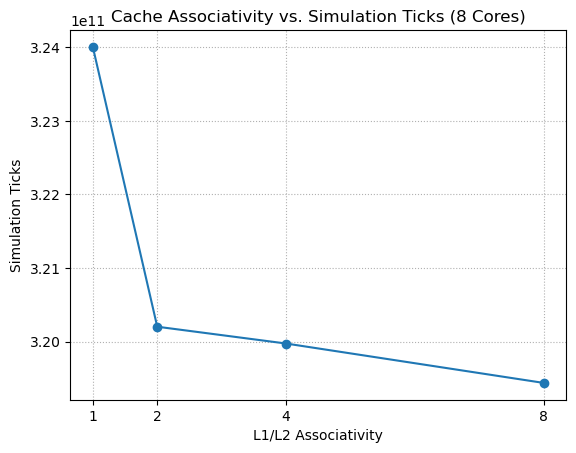 Cache Associativity vs. Simulation Ticks (8 Cores)
1e11
3.24
3.23
3.22
3.21
3.20
Simulation Ticks
1 2 4 8
L1/L2 Associativity